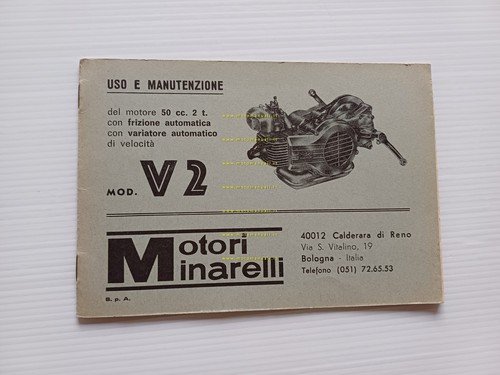 USO E MANUTENZIONE
del motore 50 cc. 2 t.
con frizione automatica
con variatore automatico
di velocità
MOD. V2
Motori
Minarelli
S. p. A.
40012 Calderara di Reno
Via S. Vitalino, 19
Bologna - Italia
Telefono (051) 72.65.53